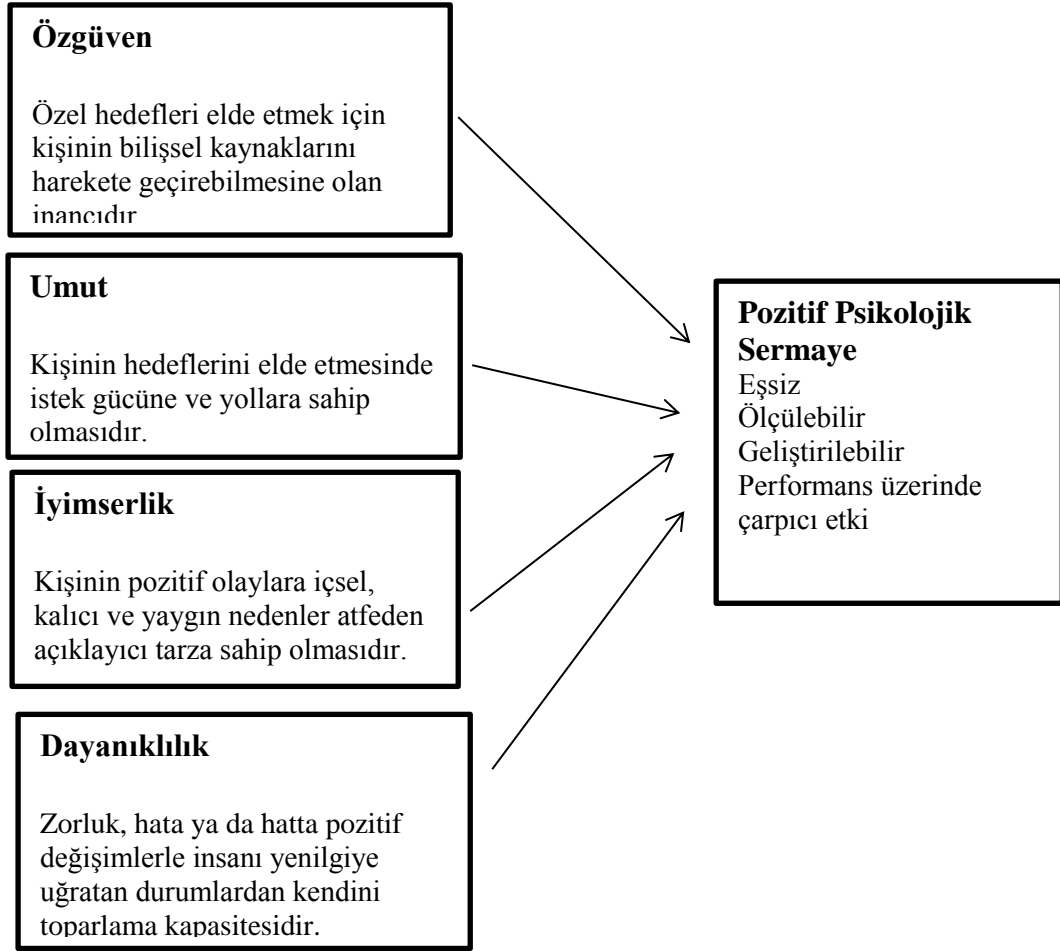 Özgüven
Özel hedefleri elde etmek için
kişinin bilişsel kaynaklarını
harekete geçirebilmesine olan
inancıdır
Umut
Kişinin hedeflerini elde etmesinde
istek gücüne ve yollara sahip
olmasıdır.
İyimserlik
Kişinin pozitif olaylara içsel,
kalıcı ve yaygın nedenler atfeden
açıklayıcı tarza sahip olmasıdır.
Dayanıklılık
Zorluk, hata ya da hatta pozitif
değişimlerle insanı yenilgiye
uğratan durumlardan kendini
toparlama kapasitesidir.
Pozitif Psikolojik
Sermaye
Eşsiz
Ölçülebilir
Geliştirilebilir
Performans üzerinde
çarpıcı etki